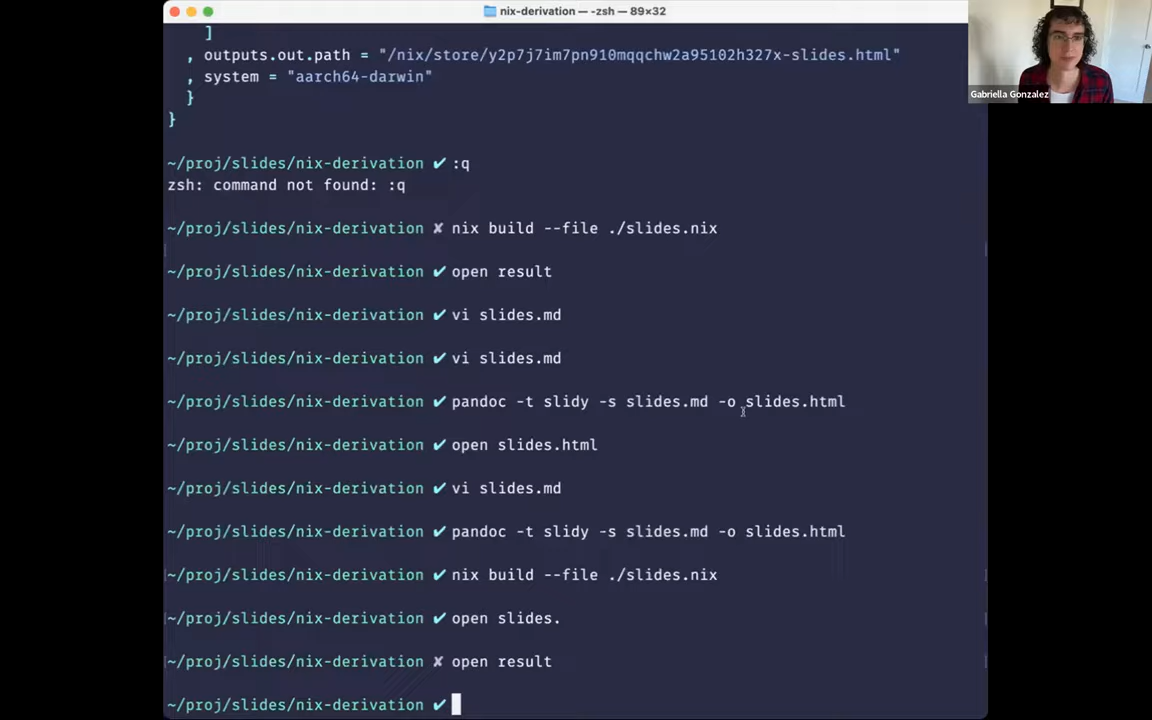 nix-derivation — -zsh — 89×32
]
, outputs.out.path = "/nix/store/y2p7j7im7pn910mqqchw2a95102h327x-slides.html"
, system = "aarch64-darwin"
}
}
~/proj/slides/nix-derivation ✔ :q
zsh: command not found: :q
~/proj/slides/nix-derivation ✘ nix build --file ./slides.nix
~/proj/slides/nix-derivation ✔ open result
~/proj/slides/nix-derivation ✔ vi slides.md
~/proj/slides/nix-derivation ✔ vi slides.md
~/proj/slides/nix-derivation ✔ pandoc -t slidy -s slides.md -o slides.html
~/proj/slides/nix-derivation ✔ open slides.html
~/proj/slides/nix-derivation ✔ vi slides.md
~/proj/slides/nix-derivation ✔ pandoc -t slidy -s slides.md -o slides.html
~/proj/slides/nix-derivation ✔ nix build --file ./slides.nix
~/proj/slides/nix-derivation ✔ open slides.
~/proj/slides/nix-derivation ✘ open result
~/proj/slides/nix-derivation ✔
Gabriella Gonzalez